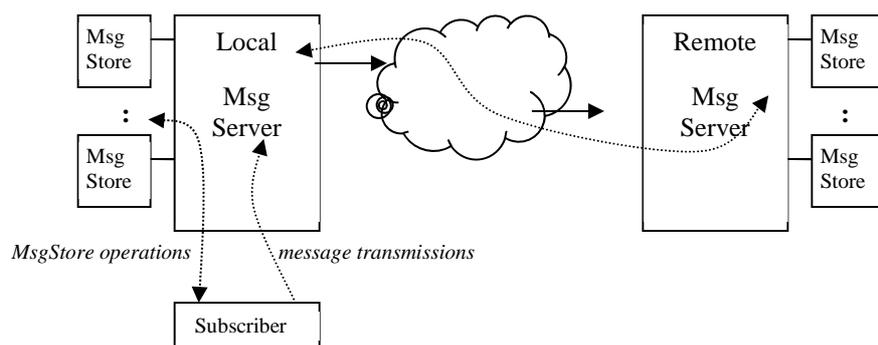 Msg
Store
Local
Msg
Server
:
Msg
Store
Remote
Msg
Server
Msg
Store
:
Msg
Store
MsgStore operations
message transmissions
Subscriber